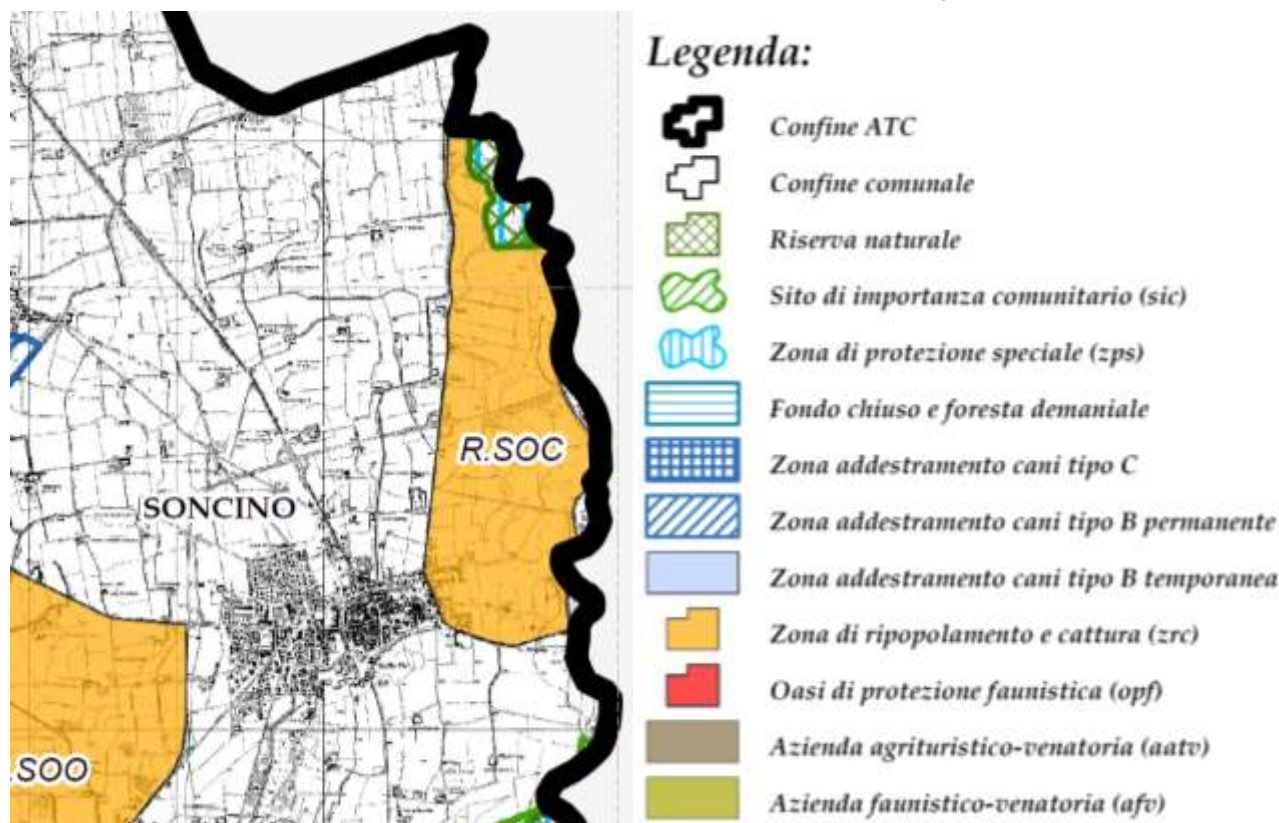 R.SOC
SONCINO
.SOO
Legenda:
Confine ATC
Confine comunale
Riserva naturale
Sito di importanza comunitario (sic)
Zona di protezione speciale (zps)
Fondo chiuso e foresta demaniale
Zona addestramento cani tipo C
Zona addestramento cani tipo B permanente
Zona addestramento cani tipo B temporanea
Zona di ripopolamento e cattura (zrc)
Oasi di protezione faunistica (opf)
Azienda agrituristico-venatoria (aatv)
Azienda faunistico-venatoria (afv)